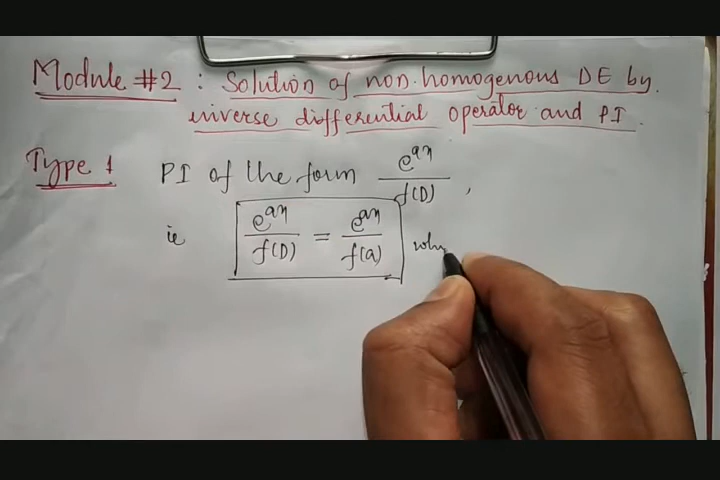 Module #2 : Solution of non-homogenous DE by
inverse differential operator and PI
Type 1 PI of the form e^ax / f(D) ,
ie e^ax / f(D) = e^ax / f(a)